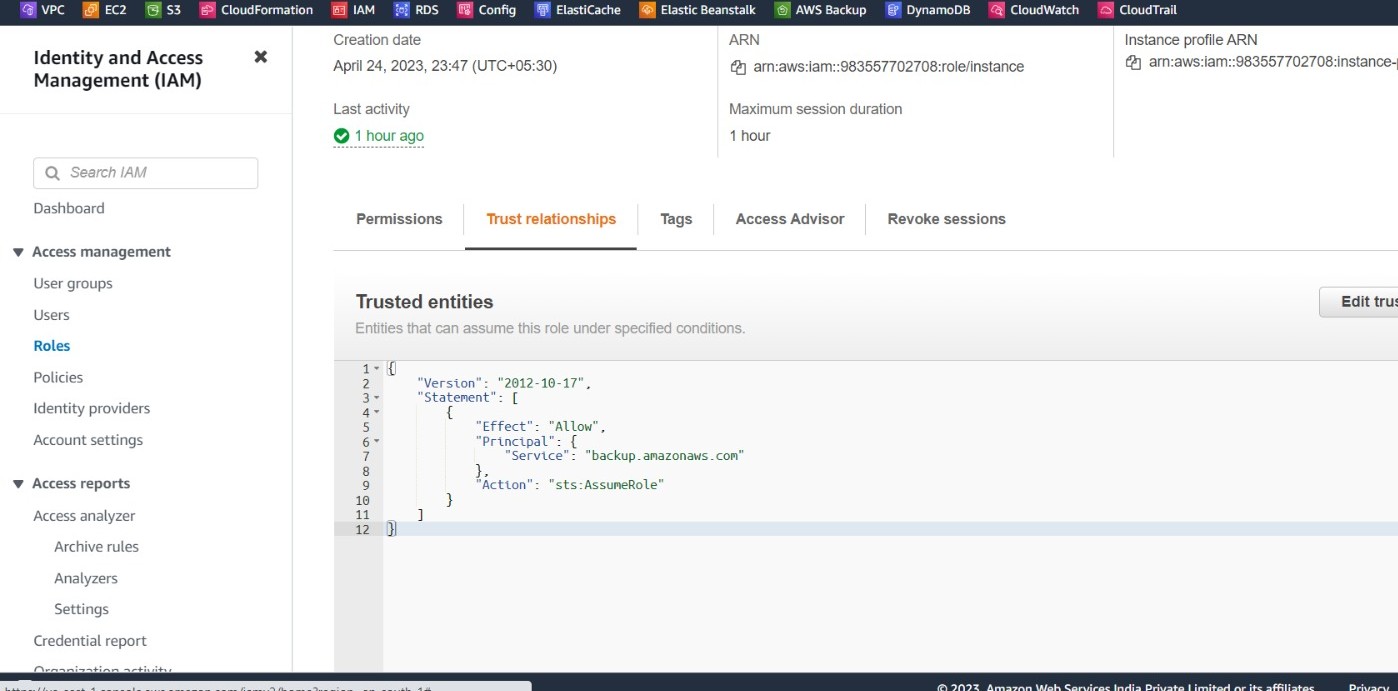 VPC EC2 S3 CloudFormation IAM RDS Config ElastiCache Elastic Beanstalk AWS Backup DynamoDB CloudWatch CloudTrail
Identity and Access
Management (IAM)
Search IAM
Dashboard
Access management
User groups
Users
Roles
Policies
Identity providers
Account settings
Access reports
Access analyzer
Archive rules
Analyzers
Settings
Credential report
Organization activity
Creation date
April 24, 2023, 23:47 (UTC+05:30)
Last activity
1 hour ago
ARN
arn:aws:iam::983557702708:role/instance
Maximum session duration
1 hour
Instance profile ARN
arn:aws:iam::983557702708:instance-
Permissions Trust relationships Tags Access Advisor Revoke sessions
Trusted entities
Edit trus
Entities that can assume this role under specified conditions.
1 {
2 "Version": "2012-10-17",
3 "Statement": [
4 {
5 "Effect": "Allow",
6 "Principal": {
7 "Service": "backup.amazonaws.com"
8 },
9 "Action": "sts:AssumeRole"
10 }
11 ]
12 }
© 2023, Amazon Web Services India Private Limited or its affiliates. Privacy